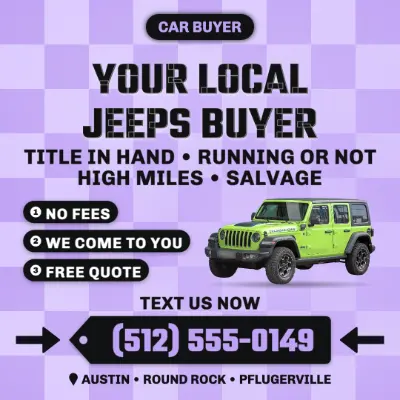 CAR BUYER
YOUR LOCAL
JEEPS BUYER
TITLE IN HAND • RUNNING OR NOT
HIGH MILES • SALVAGE
1 NO FEES
2 WE COME TO YOU
3 FREE QUOTE
TEXT US NOW
(512) 555-0149
AUSTIN • ROUND ROCK • PFLUGERVILLE